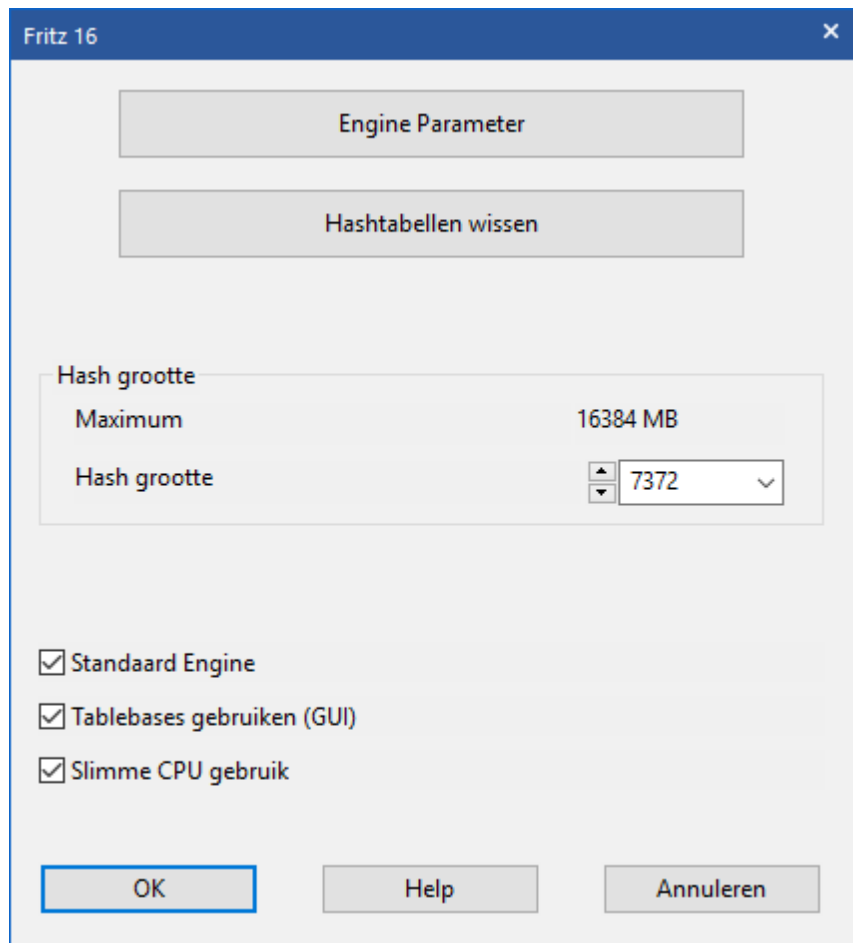 Fritz 16
Engine Parameter
Hashtabellen wissen
Hash grootte
Maximum 16384 MB
Hash grootte 7372
Standaard Engine
Tablebases gebruiken (GUI)
Slimme CPU gebruik
OK Help Annuleren